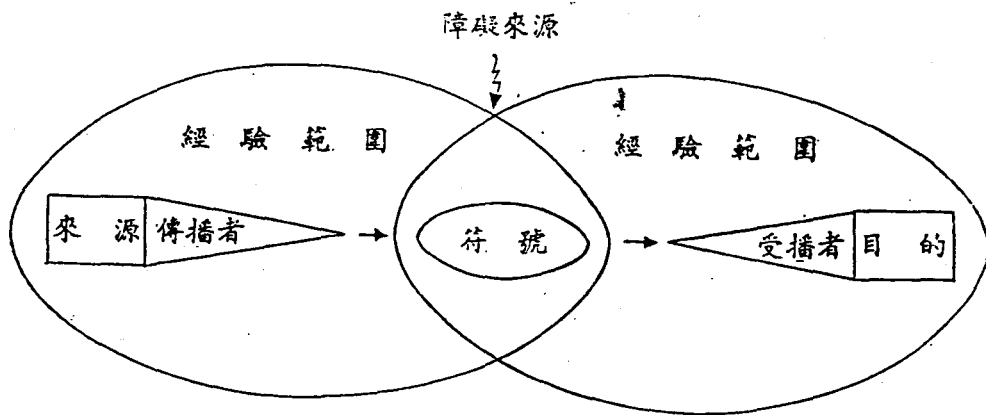 障礙來源
經驗範圍
經驗範圍
來源 傳播者
符號
受播者 目的